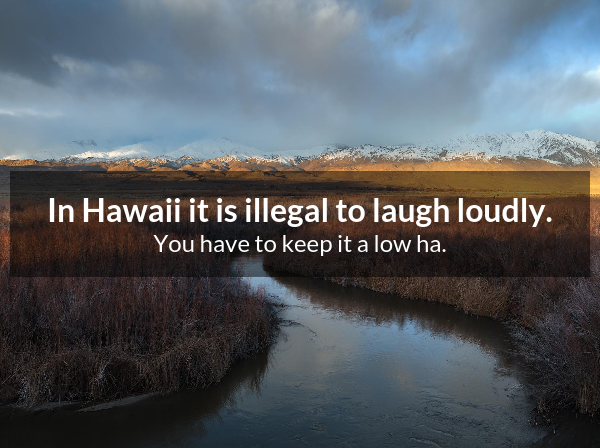 In Hawaii it is illegal to laugh loudly.
You have to keep it a low ha.